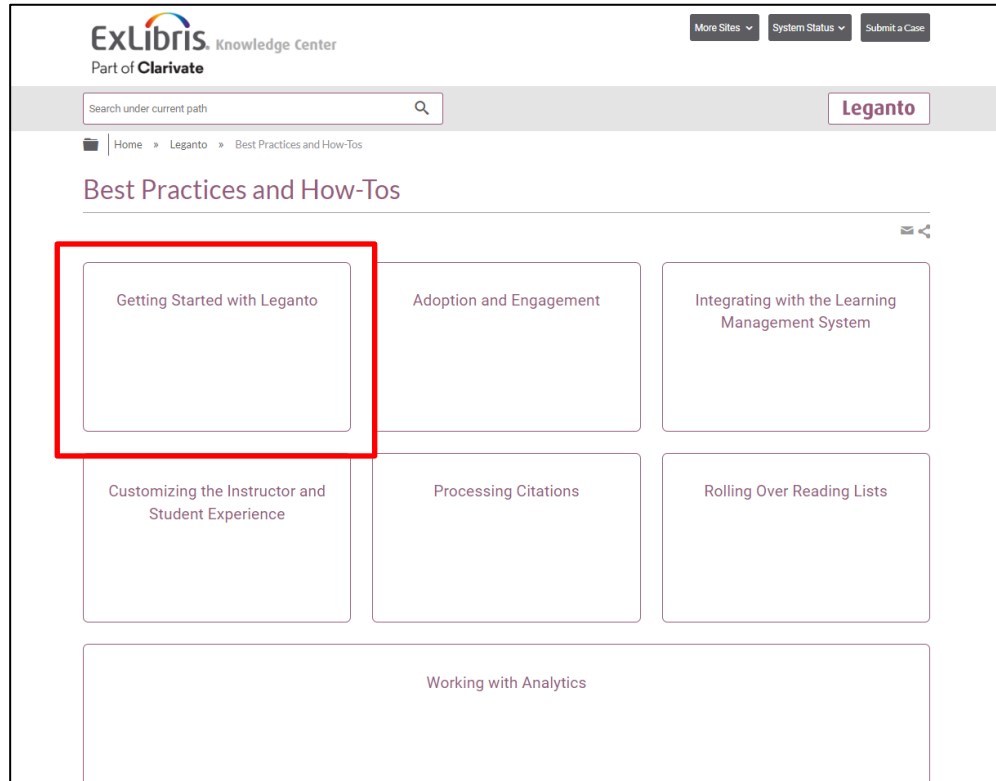 ExLibris. Knowledge Center
Part of Clarivate
More Sites
System Status
Submit a Case
Search under current path
Leganto
Home » Leganto » Best Practices and How-Tos
Best Practices and How-Tos
Getting Started with Leganto
Adoption and Engagement
Integrating with the Learning
Management System
Customizing the Instructor and
Student Experience
Processing Citations
Rolling Over Reading Lists
Working with Analytics